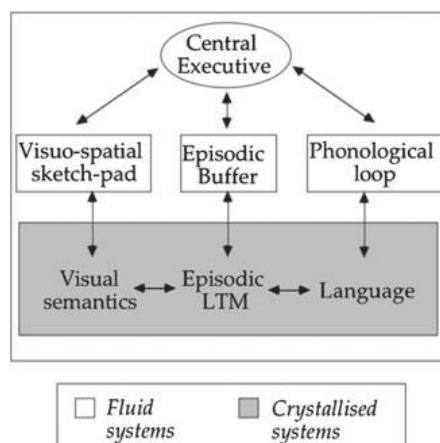 Central
Executive
Visuo-spatial
sketch-pad
Episodic
Buffer
Phonological
loop
Visual
semantics
Episodic
LTM
Language
Fluid
systems
Crystallised
systems